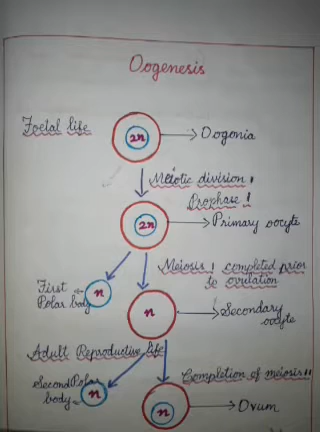 Oogenesis
Foetal life
2n
Oogonia
Meiotic division I
Prophase I
2n
Primary oocyte
Meiosis I completed prior
to ovulation
First
Polar body
n
n
Secondary
oocyte
Adult Reproductive life
Completion of meiosis II
Second Polar
body
n
n
Ovum